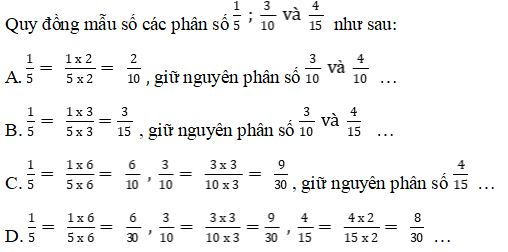 Quy đồng mẫu số các phân số 1/5 ; 3/10 và 4/15 như sau:
A. 1/5 = (1 x 2)/(5 x 2) = 2/10 , giữ nguyên phân số 3/10 và 4/10 …
B. 1/5 = (1 x 3)/(5 x 3) = 3/15 , giữ nguyên phân số 3/10 và 4/15 …
C. 1/5 = (1 x 6)/(5 x 6) = 6/10 , 3/10 = (3 x 3)/(10 x 3) = 9/30 , giữ nguyên phân số 4/15 …
D. 1/5 = (1 x 6)/(5 x 6) = 6/30 , 3/10 = (3 x 3)/(10 x 3) = 9/30 , 4/15 = (4 x 2)/(15 x 2) = 8/30 …